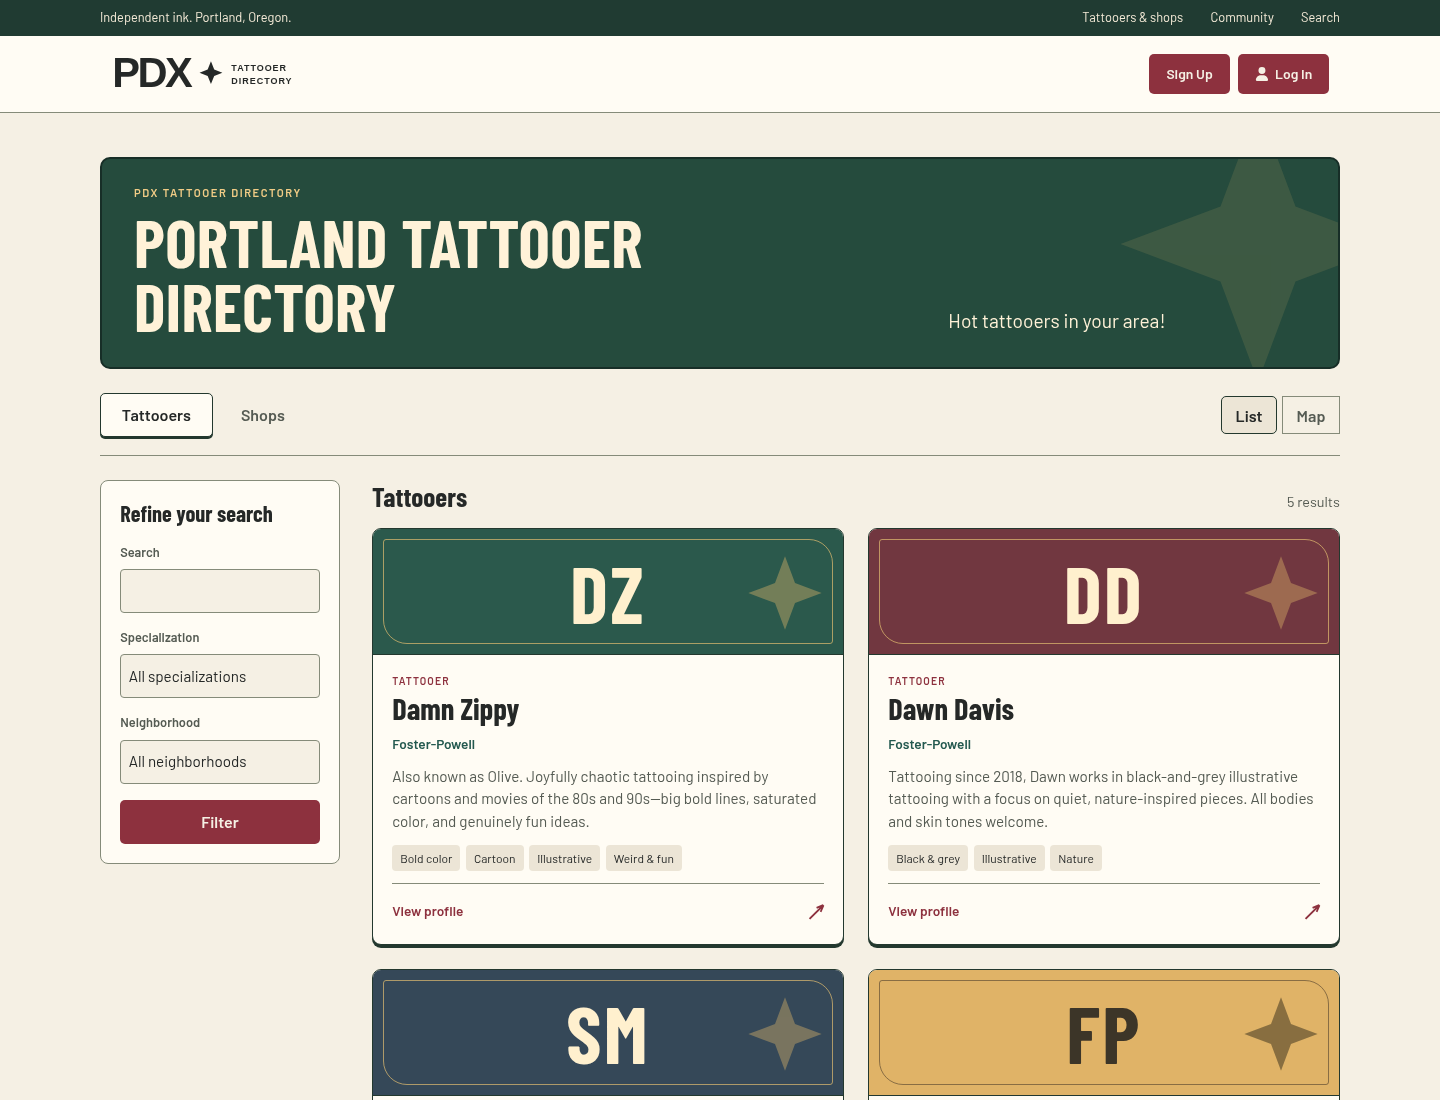 Independent ink. Portland, Oregon.
Tattooers & shops
Community
Search
PDX
TATTOOER
DIRECTORY
Sign Up
Log In
PDX TATTOOER DIRECTORY
PORTLAND TATTOOER
DIRECTORY
Hot tattooers in your area!
Tattooers
Shops
List
Map
Refine your search
Search
Specialization
All specializations
Neighborhood
All neighborhoods
Filter
Tattooers
5 results
DZ
TATTOOER
Damn Zippy
Foster-Powell
Also known as Olive. Joyfully chaotic tattooing inspired by
cartoons and movies of the 80s and 90s—big bold lines, saturated
color, and genuinely fun ideas.
Bold color
Cartoon
Illustrative
Weird & fun
View profile
DD
TATTOOER
Dawn Davis
Foster-Powell
Tattooing since 2018, Dawn works in black-and-grey illustrative
tattooing with a focus on quiet, nature-inspired pieces. All bodies
and skin tones welcome.
Black & grey
Illustrative
Nature
View profile
SM
FP